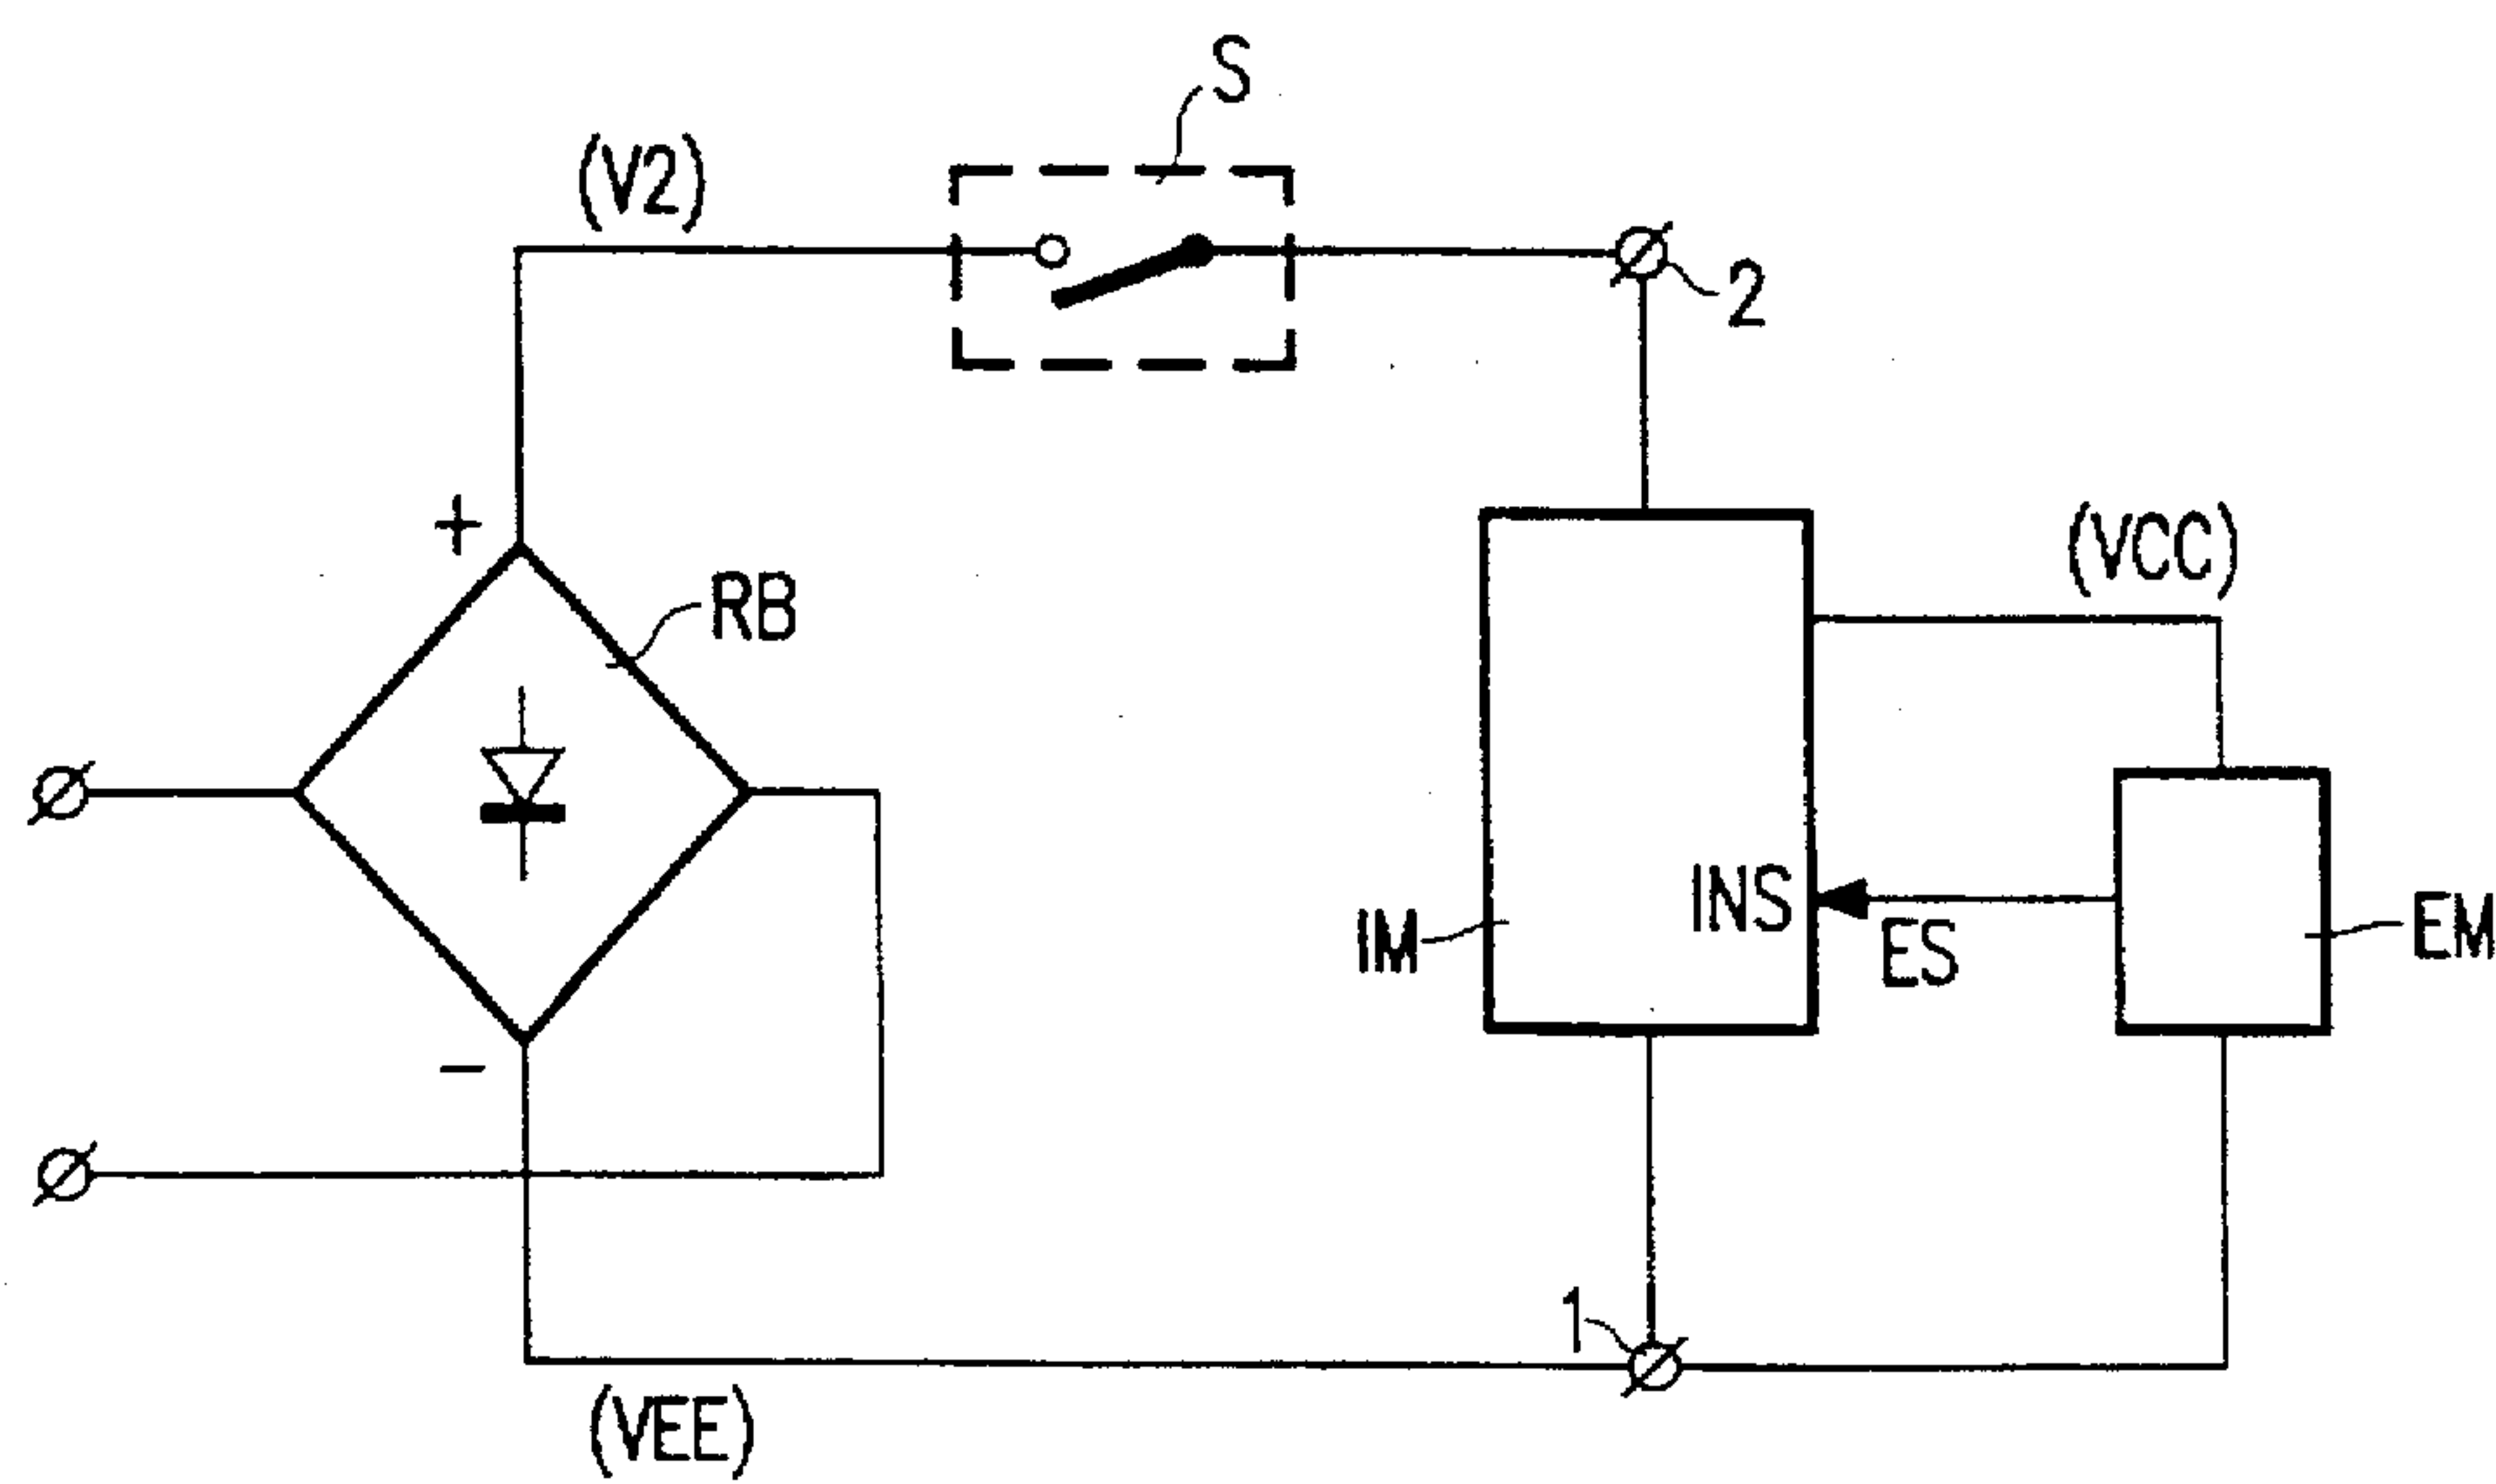 S
(V2)
2
+
RB
(VCC)
INS
IM
ES
EM
-
1
(VEE)